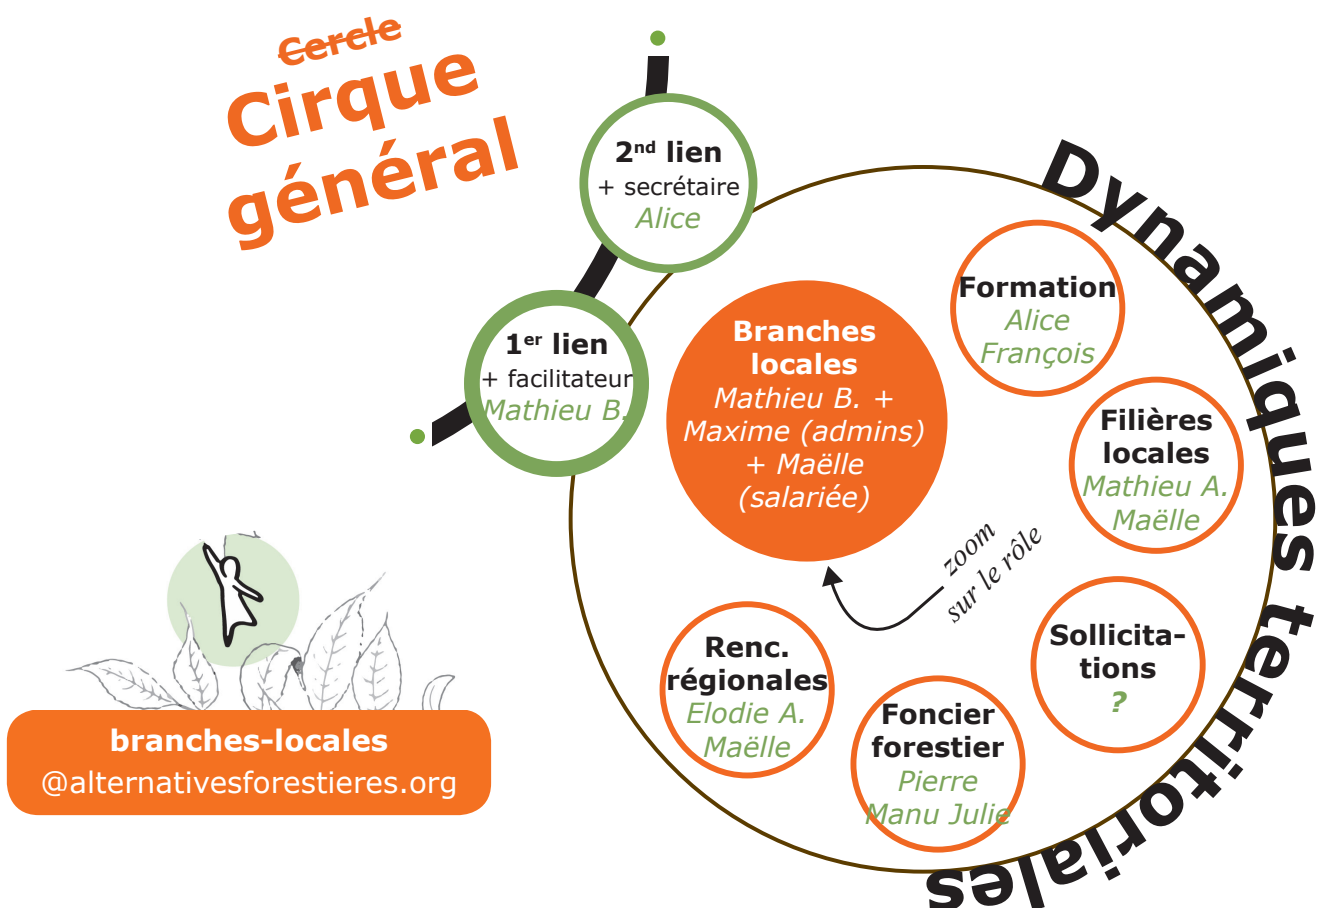 Cercle
Cirque
général
2nd lien
+ secrétaire
Alice
1er lien
+ facilitateur
Mathieu B.
Dynamiques territoriales
Branches
locales
Mathieu B. +
Maxime (admins)
+ Maëlle
(salariée)
Formation
Alice
François
Filières
locales
Mathieu A.
Maëlle
Sollicita-
tions
?
Foncier
forestier
Pierre
Manu Julie
Renc.
régionales
Elodie A.
Maëlle
zoom
sur le rôle
branches-locales
@alternativesforestieres.org